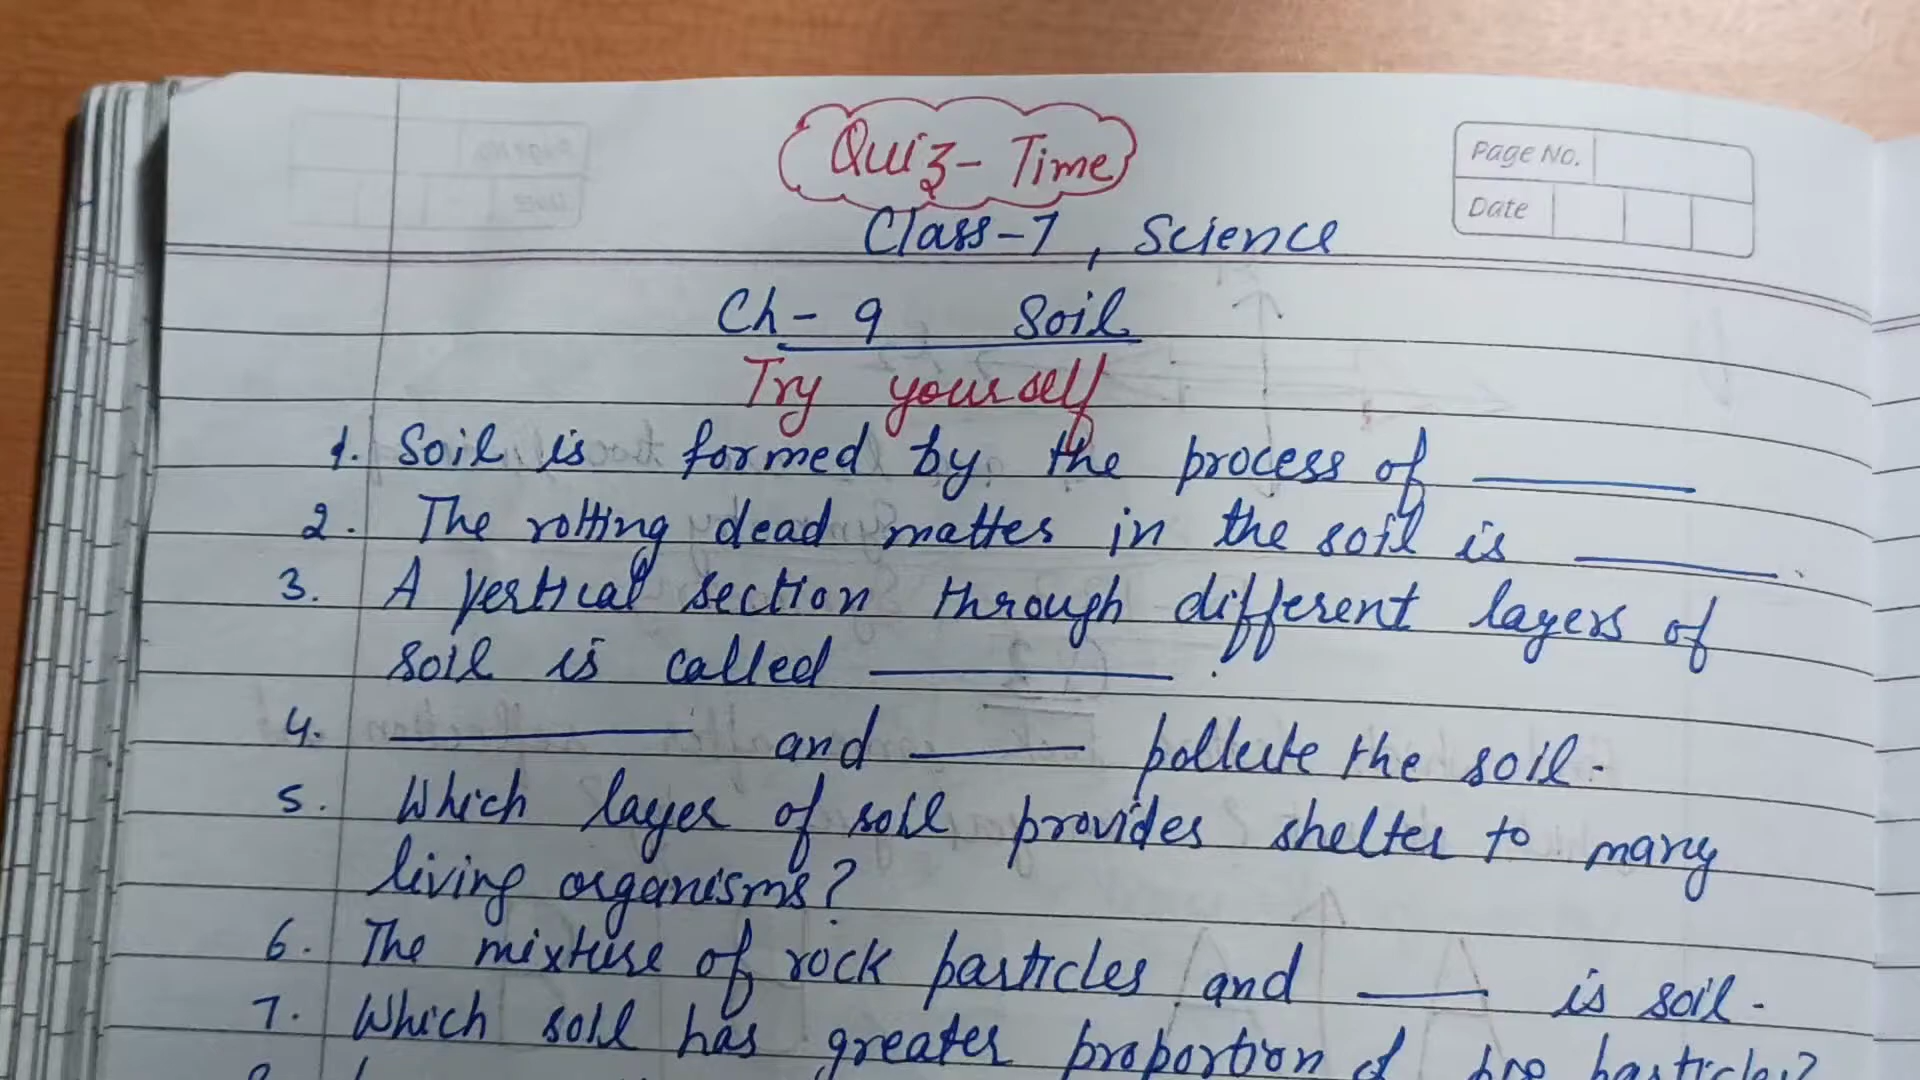 Quiz - Time
Page No.
Date
Class-7, Science
Ch- 9 Soil
Try yourself
1. Soil is formed by the process of ______
2. The rotting dead matter in the soil is ______.
3. A vertical section through different layers of
soil is called ______.
4. ______ and ______ pollute the soil.
5. Which layer of soil provides shelter to many
living organisms?
6. The mixture of rock particles and ______ is soil.
7. Which soil has greater proportion of particles?